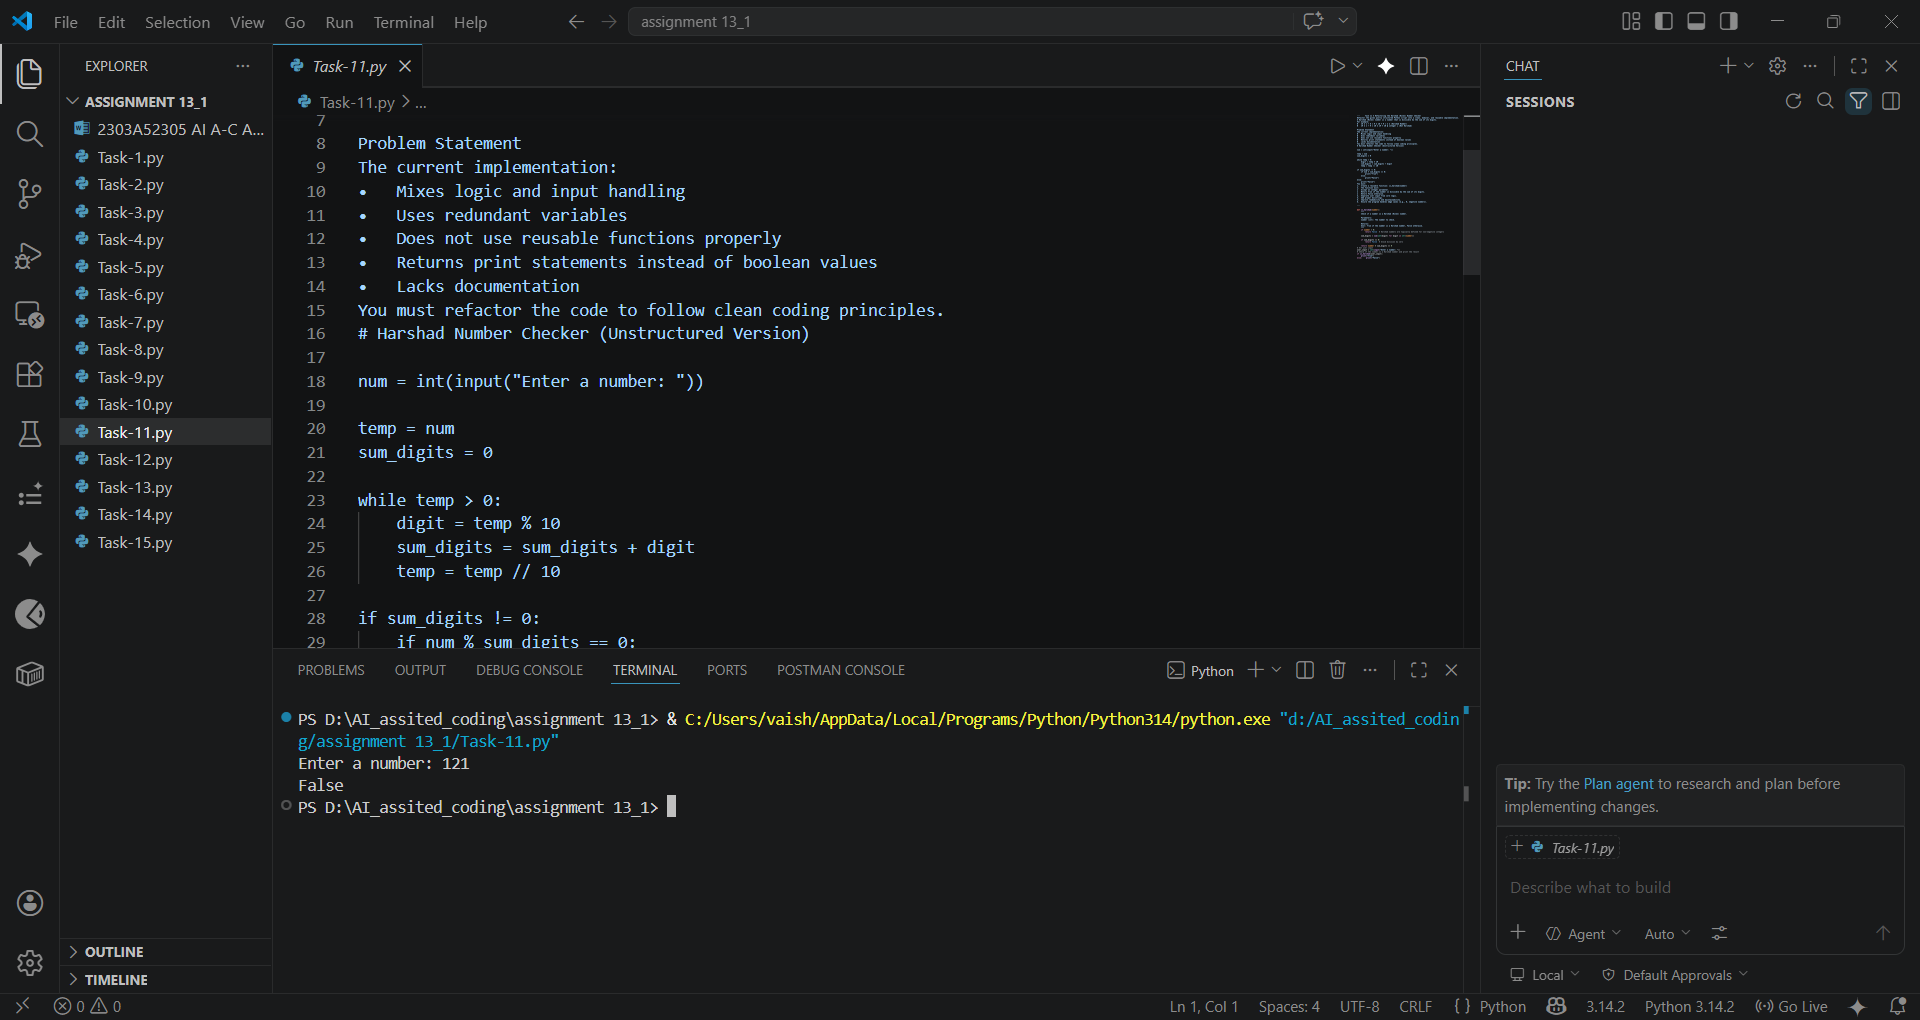 File Edit Selection View Go Run Terminal Help
assignment 13_1
EXPLORER
ASSIGNMENT 13_1
2303A52305 AI A-C A...
Task-1.py
Task-2.py
Task-3.py
Task-4.py
Task-5.py
Task-6.py
Task-7.py
Task-8.py
Task-9.py
Task-10.py
Task-11.py
Task-12.py
Task-13.py
Task-14.py
Task-15.py
OUTLINE
TIMELINE
Task-11.py
Task-11.py > ...
7
8 Problem Statement
9 The current implementation:
10 • Mixes logic and input handling
11 • Uses redundant variables
12 • Does not use reusable functions properly
13 • Returns print statements instead of boolean values
14 • Lacks documentation
15 You must refactor the code to follow clean coding principles.
16 # Harshad Number Checker (Unstructured Version)
17
18 num = int(input("Enter a number: "))
19
20 temp = num
21 sum_digits = 0
22
23 while temp > 0:
24 digit = temp % 10
25 sum_digits = sum_digits + digit
26 temp = temp // 10
27
28 if sum_digits != 0:
29 if num % sum_digits == 0:
PROBLEMS OUTPUT DEBUG CONSOLE TERMINAL PORTS POSTMAN CONSOLE
Python
PS D:\AI_assited_coding\assignment 13_1> & C:/Users/vaish/AppData/Local/Programs/Python/Python314/python.exe "d:/AI_assited_codin
g/assignment 13_1/Task-11.py"
Enter a number: 121
False
PS D:\AI_assited_coding\assignment 13_1>
CHAT
SESSIONS
Tip: Try the Plan agent to research and plan before
implementing changes.
Task-11.py
Describe what to build
Agent Auto
Local Default Approvals
0 0
Ln 1, Col 1 Spaces: 4 UTF-8 CRLF { } Python 3.14.2 Python 3.14.2 Go Live